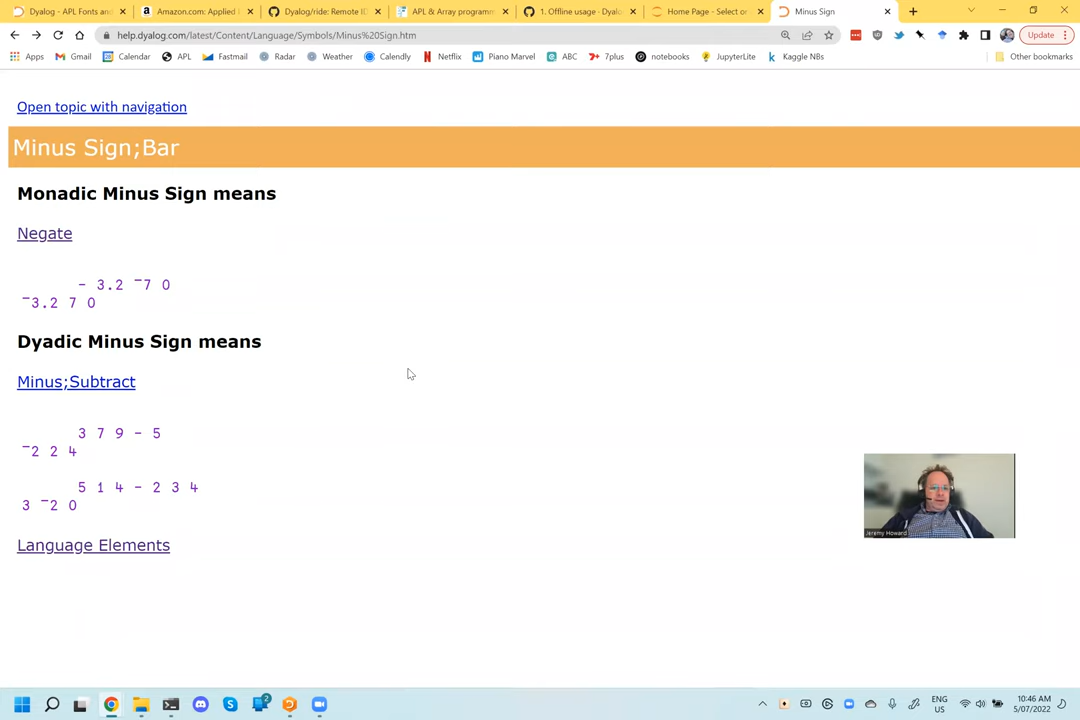 Dyalog - APL Fonts and
Amazon.com: Applied
Dyalog/ride: Remote I
APL & Array programm
1. Offline usage · Dyalo
Home Page - Select or
Minus Sign
help.dyalog.com/latest/Content/Language/Symbols/Minus%20Sign.htm
Update
Apps
Gmail
Calendar
APL
Fastmail
Radar
Weather
Calendly
Netflix
Piano Marvel
ABC
7plus
notebooks
JupyterLite
Kaggle NBs
Other bookmarks
Open topic with navigation
Minus Sign;Bar
Monadic Minus Sign means
Negate
- 3.2 ¯7 0
¯3.2 7 0
Dyadic Minus Sign means
Minus;Subtract
3 7 9 - 5
¯2 2 4
5 1 4 - 2 3 4
3 ¯2 0
Language Elements
Jeremy Howard
2
ENG
US
10:46 AM
5/07/2022